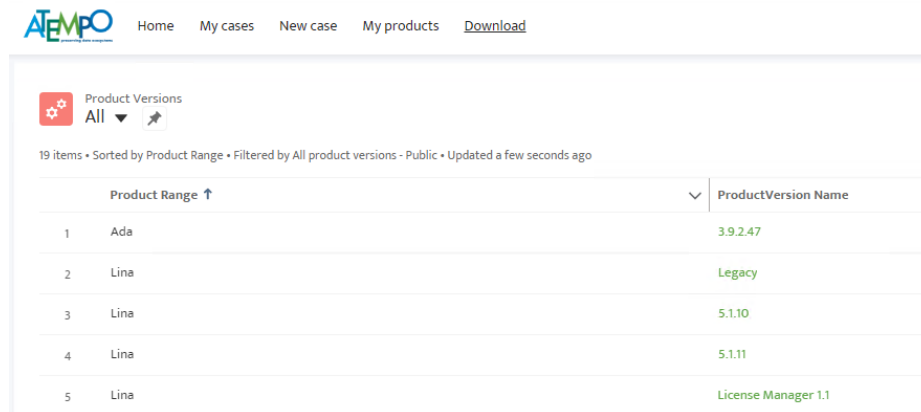 ATEMPO Home My cases New case My products Download
Product Versions
All
19 items • Sorted by Product Range • Filtered by All product versions - Public • Updated a few seconds ago
Product Range ProductVersion Name
1 Ada 3.9.2.47
2 Lina Legacy
3 Lina 5.1.10
4 Lina 5.1.11
5 Lina License Manager 1.1